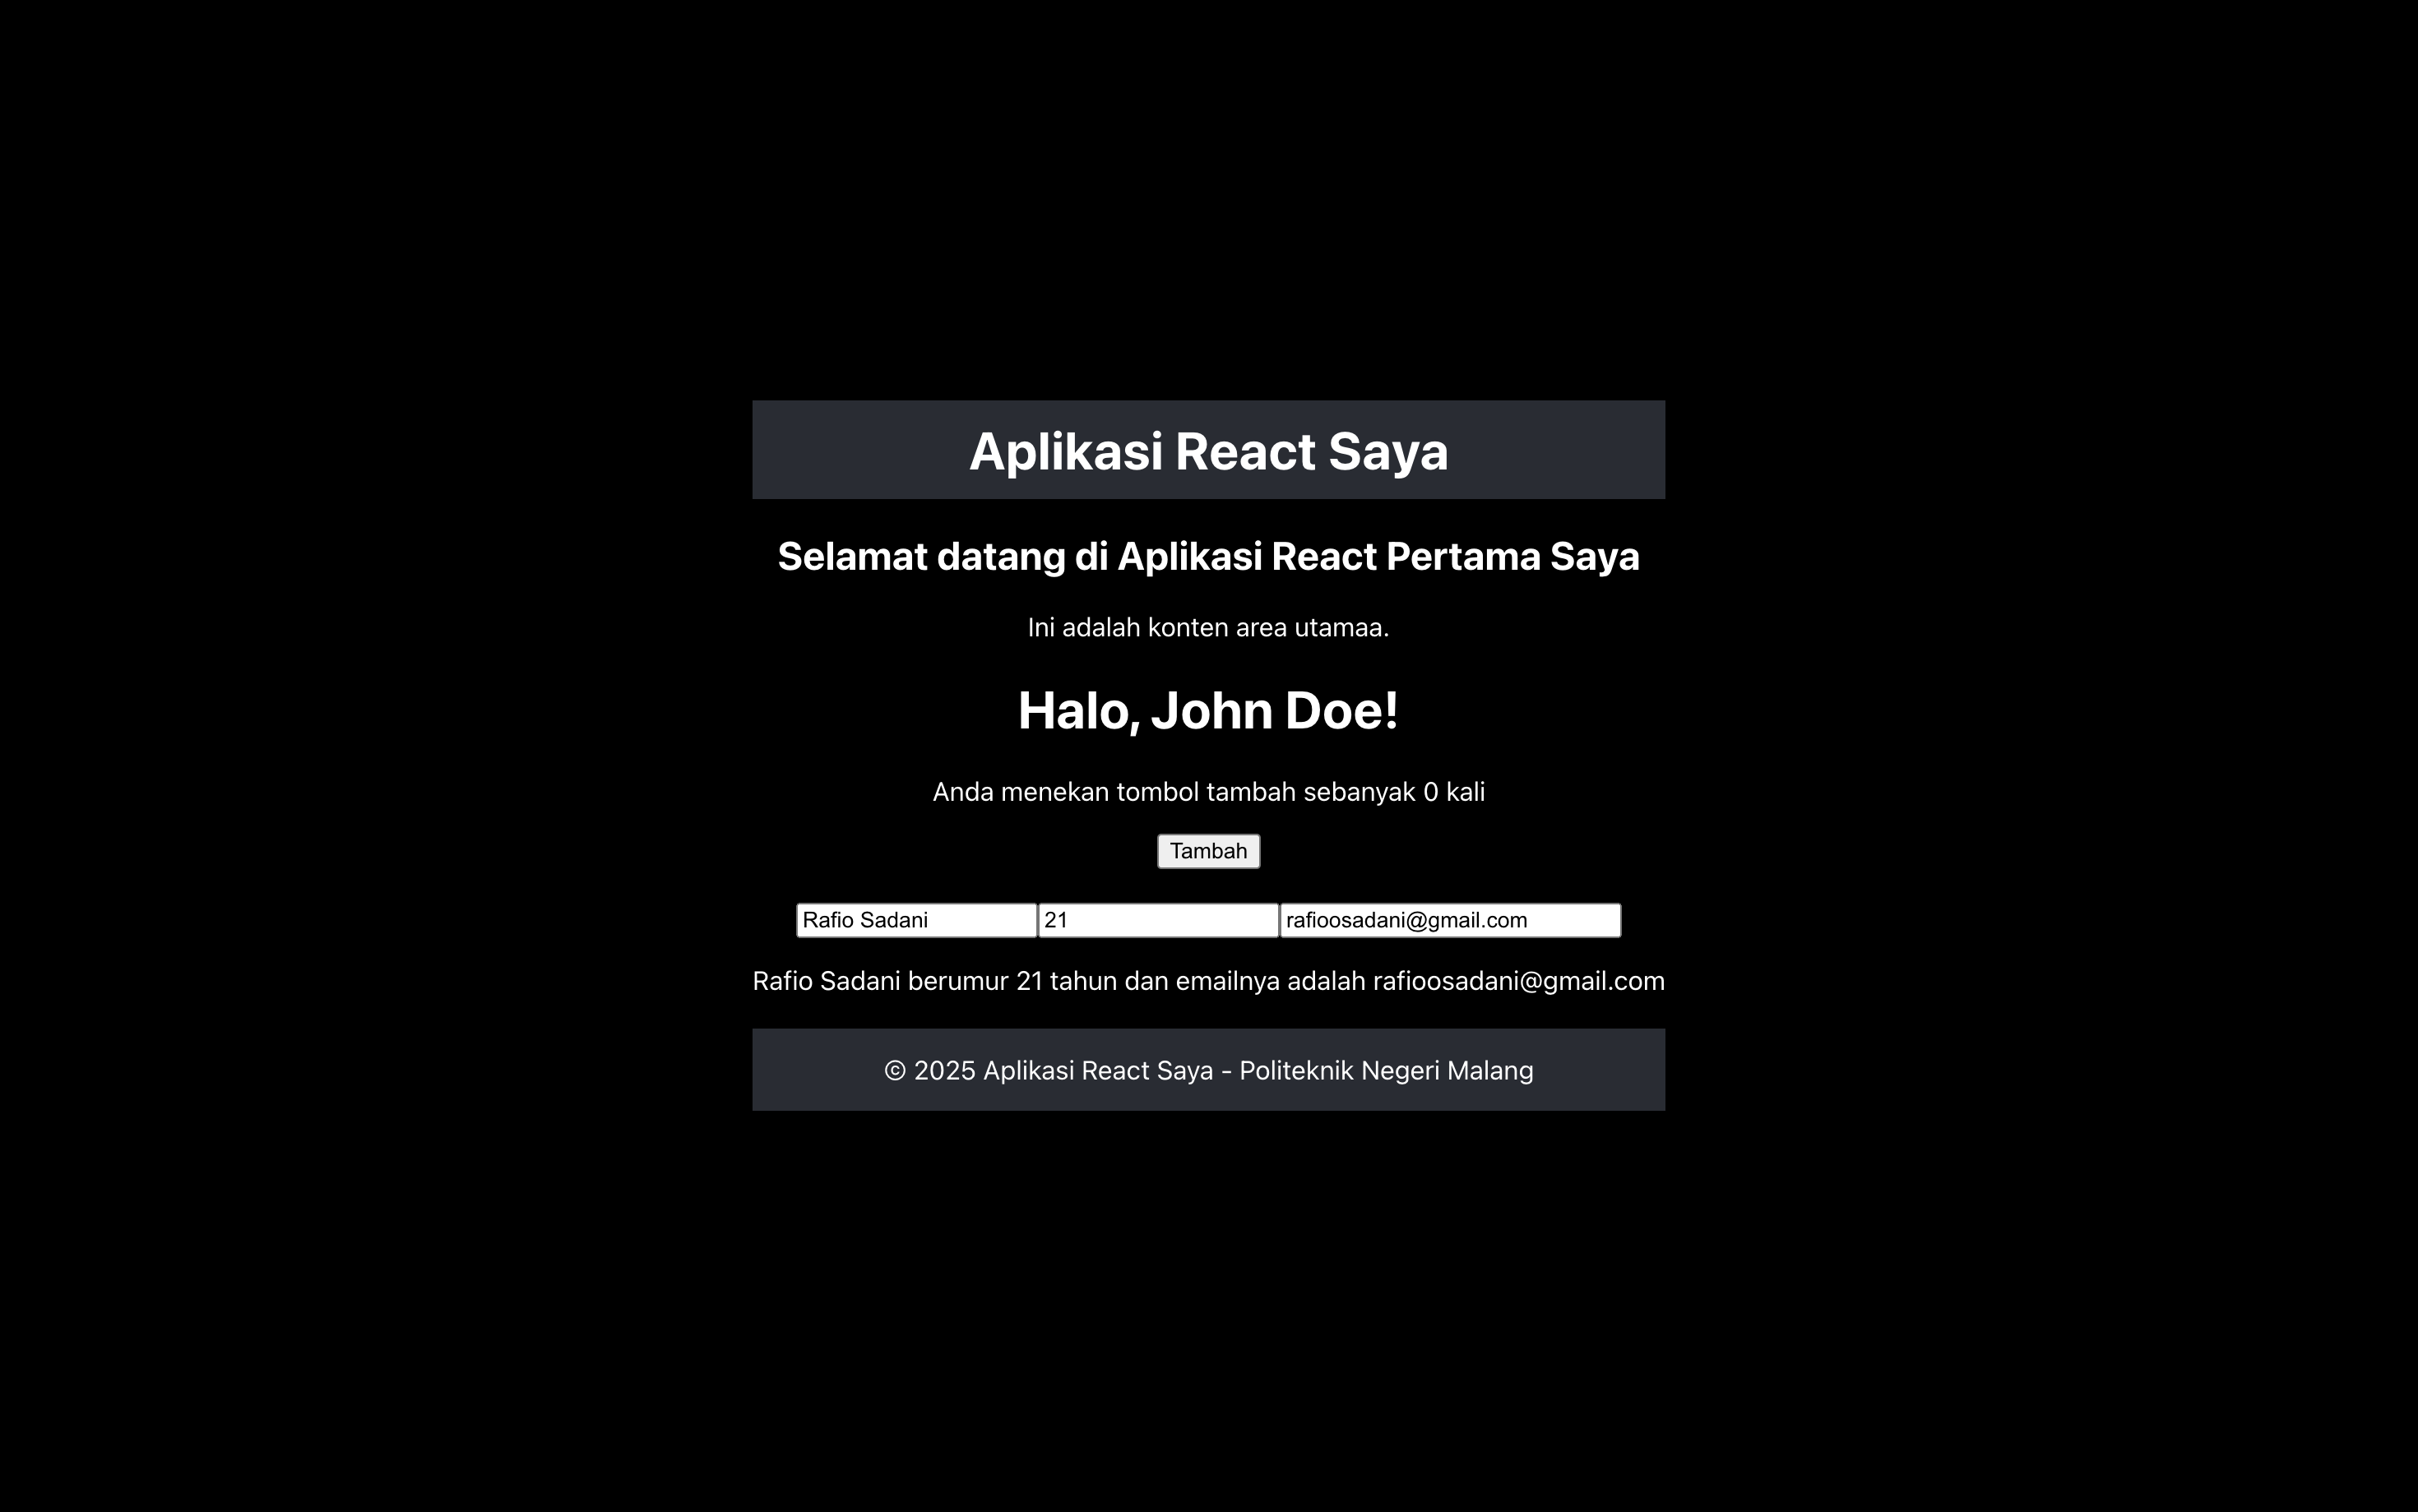 Aplikasi React Saya
Selamat datang di Aplikasi React Pertama Saya
Ini adalah konten area utamaa.
Halo, John Doe!
Anda menekan tombol tambah sebanyak 0 kali
Tambah
Rafio Sadani 21 rafioosadani@gmail.com
Rafio Sadani berumur 21 tahun dan emailnya adalah rafioosadani@gmail.com
© 2025 Aplikasi React Saya - Politeknik Negeri Malang